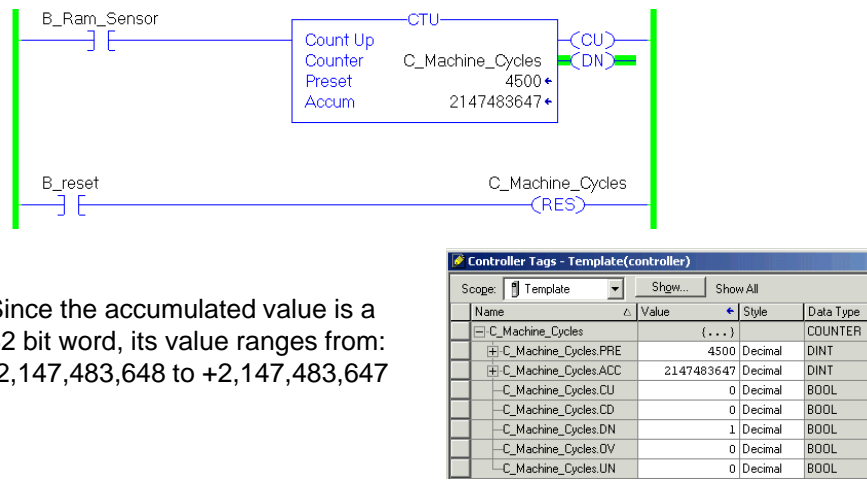 B_Ram_Sensor
CTU
Count Up
CU
Counter C_Machine_Cycles
DN
Preset 4500
Accum 2147483647
B_reset
C_Machine_Cycles
RES
Since the accumulated value is a
2 bit word, its value ranges from:
2,147,483,648 to +2,147,483,647
Controller Tags - Template(controller)
Scope: Template Show... Show All
Name Value Style Data Type
C_Machine_Cycles {...} COUNTER
C_Machine_Cycles.PRE 4500 Decimal DINT
C_Machine_Cycles.ACC 2147483647 Decimal DINT
C_Machine_Cycles.CU 0 Decimal BOOL
C_Machine_Cycles.CD 0 Decimal BOOL
C_Machine_Cycles.DN 1 Decimal BOOL
C_Machine_Cycles.OV 0 Decimal BOOL
C_Machine_Cycles.UN 0 Decimal BOOL